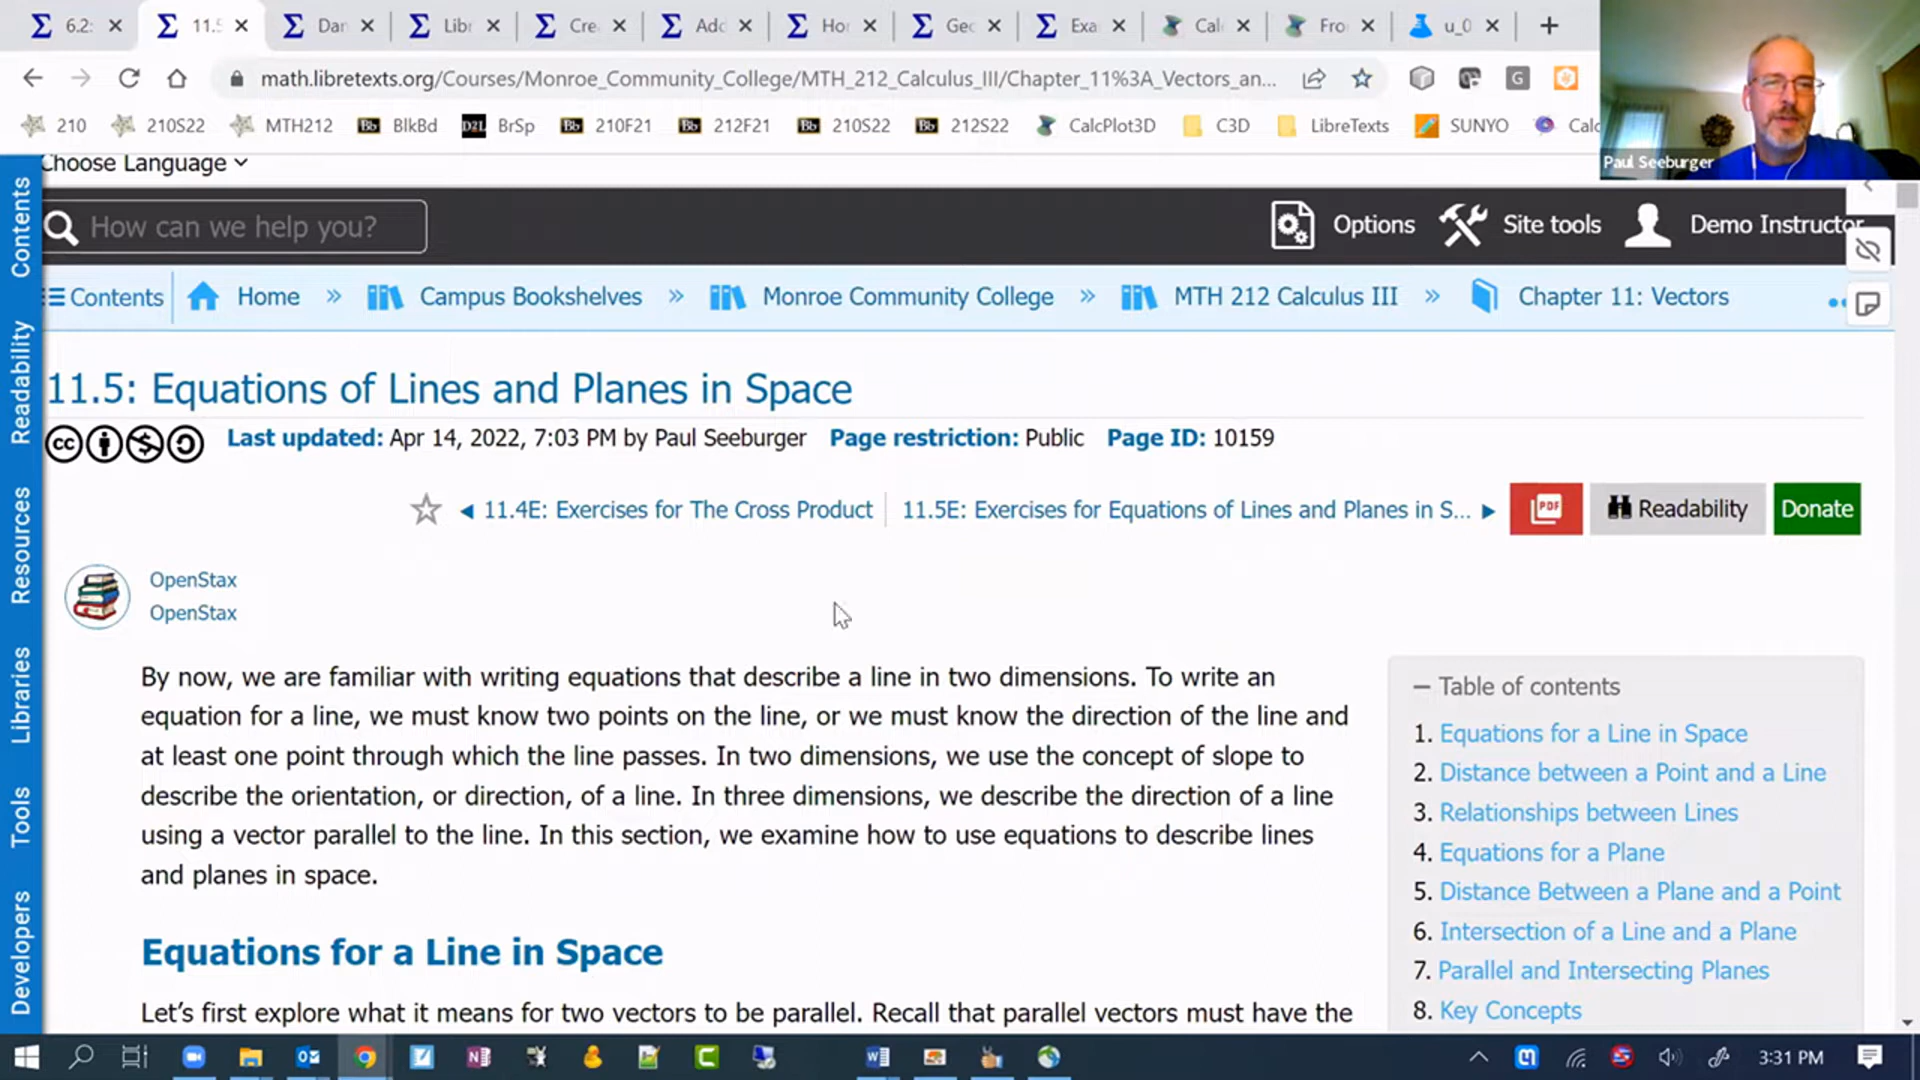 6.2:
11.5
Dar
Libr
Cre
Add
Hor
Geo
Exa
Cal
Fro
u_0
math.libretexts.org/Courses/Monroe_Community_College/MTH_212_Calculus_III/Chapter_11%3A_Vectors_an...
210
210S22
MTH212
Bb BlkBd
D2L BrSp
Bb 210F21
Bb 212F21
Bb 210S22
Bb 212S22
CalcPlot3D
C3D
LibreTexts
SUNYO
Calc
Paul Seeburger
Choose Language
How can we help you?
Options
Site tools
Demo Instructor
Contents
Home » Campus Bookshelves » Monroe Community College » MTH 212 Calculus III » Chapter 11: Vectors
11.5: Equations of Lines and Planes in Space
cc
Last updated: Apr 14, 2022, 7:03 PM by Paul Seeburger Page restriction: Public Page ID: 10159
◄ 11.4E: Exercises for The Cross Product
11.5E: Exercises for Equations of Lines and Planes in S... ►
PDF
Readability
Donate
OpenStax
OpenStax
By now, we are familiar with writing equations that describe a line in two dimensions. To write an
equation for a line, we must know two points on the line, or we must know the direction of the line and
at least one point through which the line passes. In two dimensions, we use the concept of slope to
describe the orientation, or direction, of a line. In three dimensions, we describe the direction of a line
using a vector parallel to the line. In this section, we examine how to use equations to describe lines
and planes in space.
Equations for a Line in Space
Let's first explore what it means for two vectors to be parallel. Recall that parallel vectors must have the
Table of contents
1. Equations for a Line in Space
2. Distance between a Point and a Line
3. Relationships between Lines
4. Equations for a Plane
5. Distance Between a Plane and a Point
6. Intersection of a Line and a Plane
7. Parallel and Intersecting Planes
8. Key Concepts
Contents
Readability
Resources
Libraries
Tools
Developers
3:31 PM